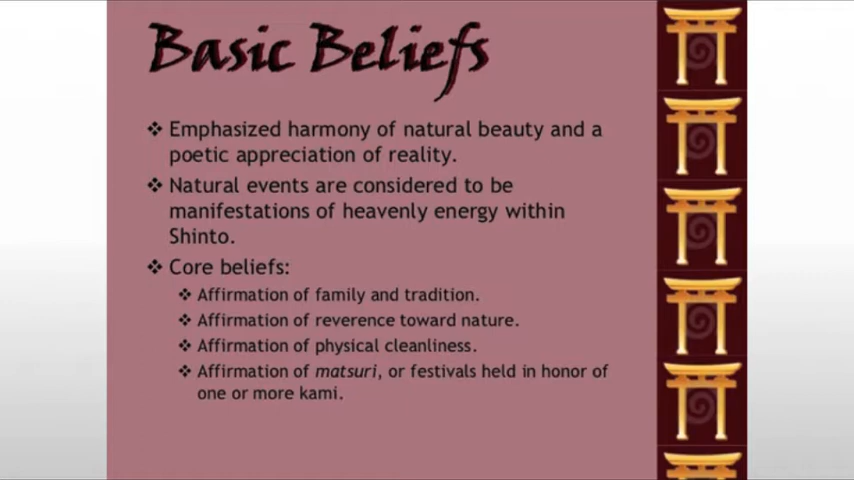 Basic Beliefs
❖ Emphasized harmony of natural beauty and a
poetic appreciation of reality.
❖ Natural events are considered to be
manifestations of heavenly energy within
Shinto.
❖ Core beliefs:
❖ Affirmation of family and tradition.
❖ Affirmation of reverence toward nature.
❖ Affirmation of physical cleanliness.
❖ Affirmation of matsuri, or festivals held in honor of
one or more kami.